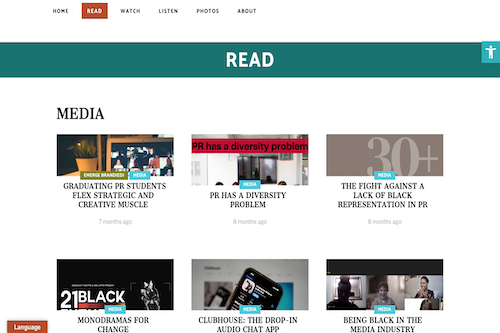 HOME READ WATCH LISTEN PHOTOS ABOUT
READ
MEDIA
PR has a diversity problem
30+
EMERGE BRANDIED! MEDIA
MEDIA
MEDIA
GRADUATING PR STUDENTS
FLEX STRATEGIC AND
CREATIVE MUSCLE
PR HAS A DIVERSITY
PROBLEM
THE FIGHT AGAINST A
LACK OF BLACK
REPRESENTATION IN PR
7 months ago
8 months ago
8 months ago
21 BLACK
MEDIA
MEDIA
MEDIA
MONODRAMAS FOR
CHANGE
CLUBHOUSE: THE DROP-IN
AUDIO CHAT APP
BEING BLACK IN THE
MEDIA INDUSTRY
Language